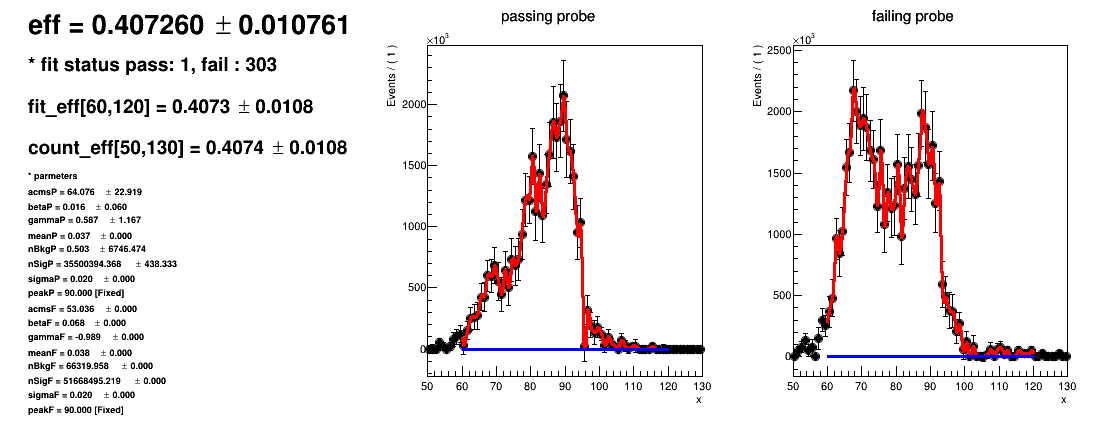 eff = 0.407260 ± 0.010761
* fit status pass: 1, fail : 303
fit_eff[60,120] = 0.4073 ± 0.0108
count_eff[50,130] = 0.4074 ± 0.0108
* parmeters
acmsP = 64.076 ± 22.919
betaP = 0.016 ± 0.060
gammaP = 0.587 ± 1.167
meanP = 0.037 ± 0.000
nBkgP = 0.503 ± 6746.474
nSigP = 35500394.368 ± 438.333
sigmaP = 0.020 ± 0.000
peakP = 90.000 [Fixed]
acmsF = 53.036 ± 0.000
betaF = 0.068 ± 0.000
gammaF = -0.989 ± 0.000
meanF = 0.038 ± 0.000
nBkgF = 66319.958 ± 0.000
nSigF = 51668495.219 ± 0.000
sigmaF = 0.020 ± 0.000
peakF = 90.000 [Fixed]
passing probe
×10³
Events / ( 1 )
2000
1500
1000
500
0
50 60 70 80 90 100 110 120 130
x
failing probe
×10³
Events / ( 1 )
2500
2000
1500
1000
500
0
50 60 70 80 90 100 110 120 130
x